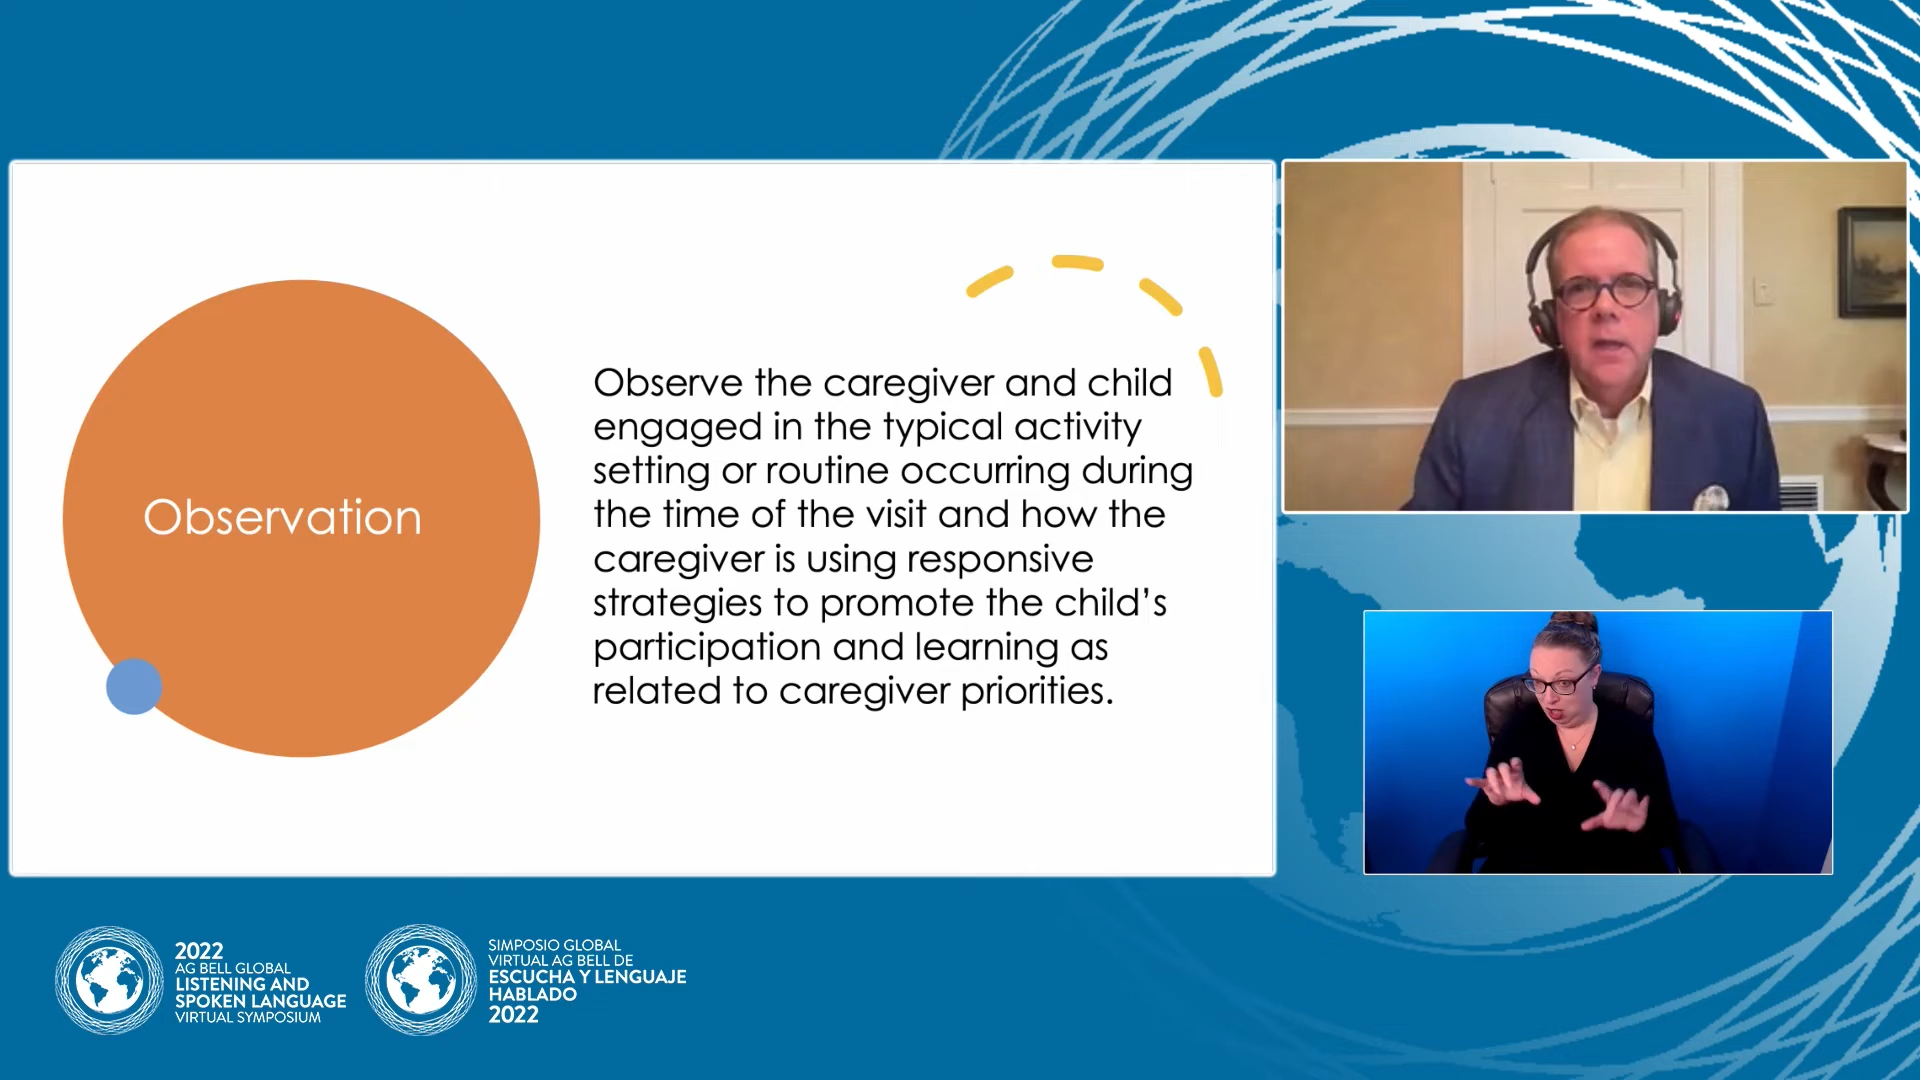 Observation
Observe the caregiver and child
engaged in the typical activity
setting or routine occurring during
the time of the visit and how the
caregiver is using responsive
strategies to promote the child’s
participation and learning as
related to caregiver priorities.
2022
AG BELL GLOBAL
LISTENING AND
SPOKEN LANGUAGE
VIRTUAL SYMPOSIUM
SIMPOSIO GLOBAL
VIRTUAL AG BELL DE
ESCUCHA Y LENGUAJE
HABLADO
2022